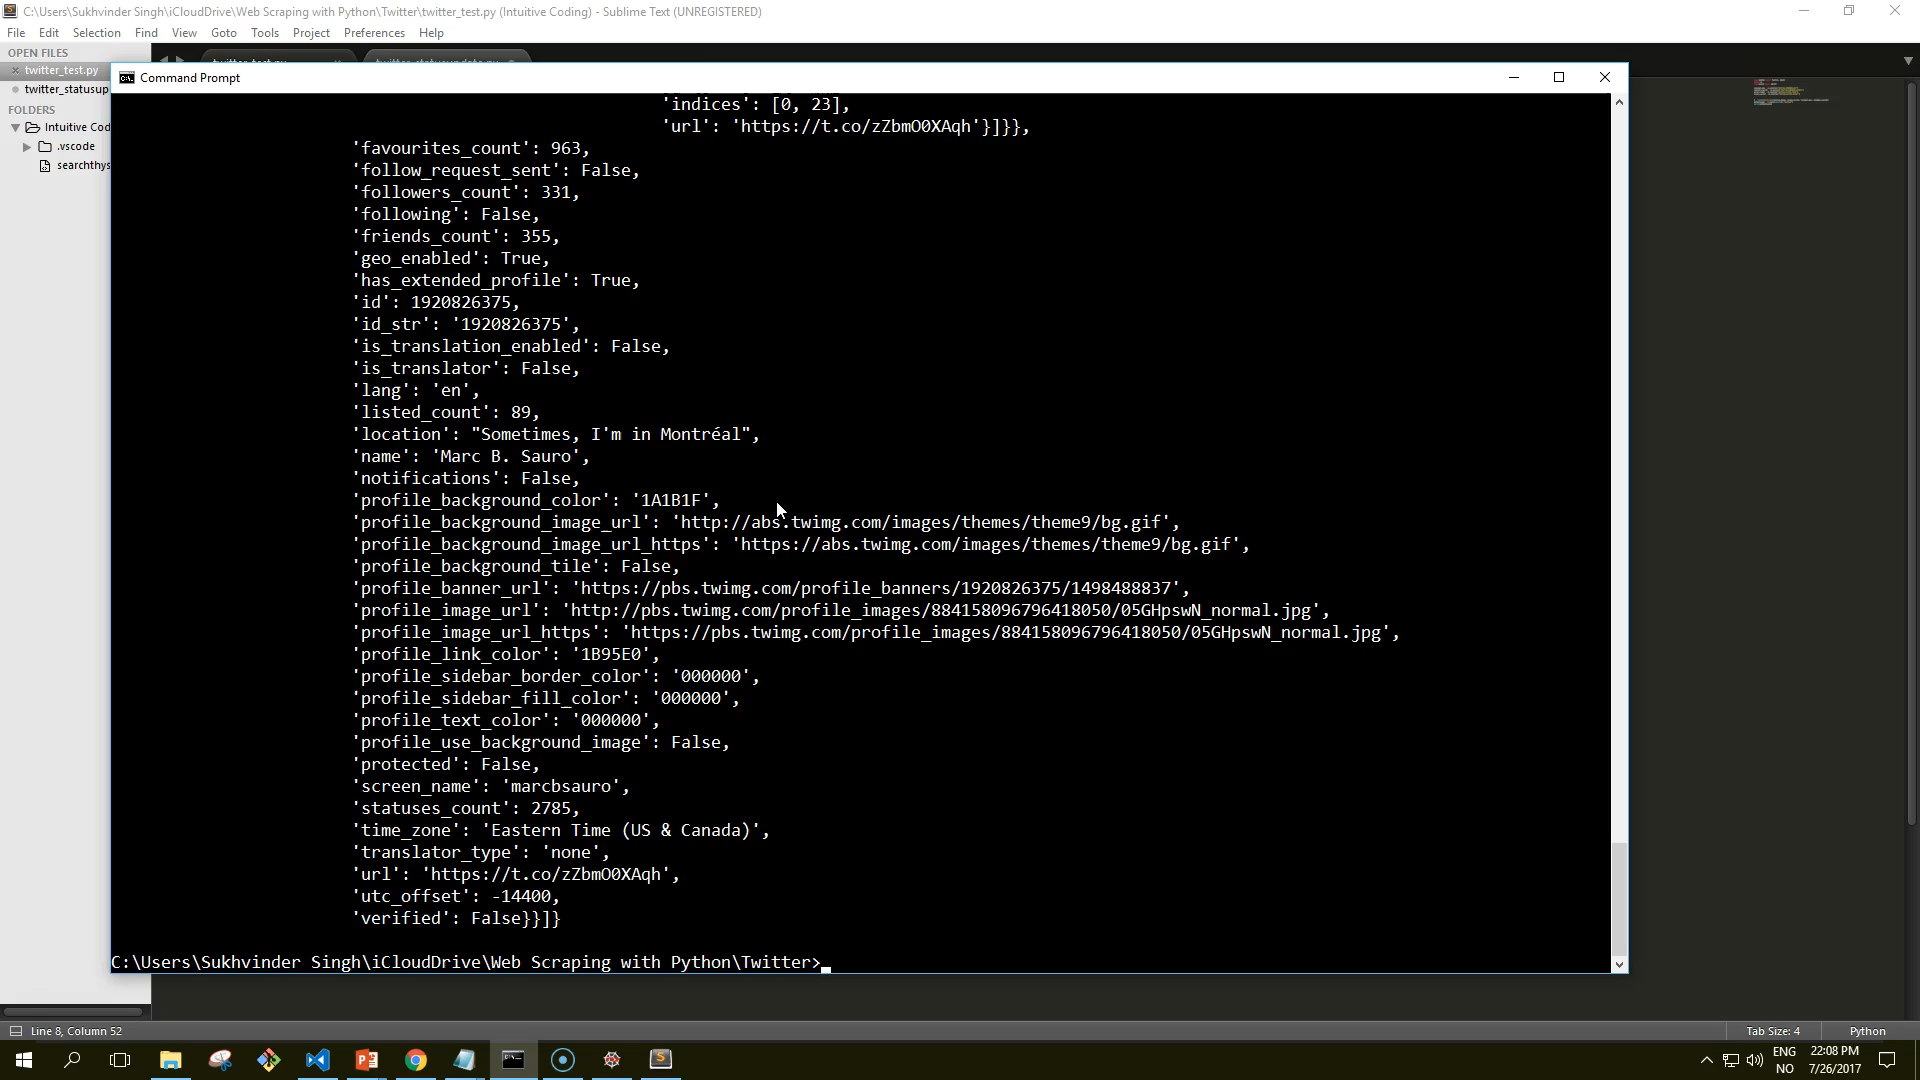 C:\Users\Sukhvinder Singh\iCloudDrive\Web Scraping with Python\Twitter\twitter_test.py (Intuitive Coding) - Sublime Text (UNREGISTERED)
File Edit Selection Find View Goto Tools Project Preferences Help
OPEN FILES
twitter_test.py
twitter_statusup
FOLDERS
Intuitive Cod
.vscode
searchthys
Command Prompt
'indices': [0, 23],
'url': 'https://t.co/zZbmO0XAqh'}]}},
'favourites_count': 963,
'follow_request_sent': False,
'followers_count': 331,
'following': False,
'friends_count': 355,
'geo_enabled': True,
'has_extended_profile': True,
'id': 1920826375,
'id_str': '1920826375',
'is_translation_enabled': False,
'is_translator': False,
'lang': 'en',
'listed_count': 89,
'location': "Sometimes, I'm in Montréal",
'name': 'Marc B. Sauro',
'notifications': False,
'profile_background_color': '1A1B1F',
'profile_background_image_url': 'http://abs.twimg.com/images/themes/theme9/bg.gif',
'profile_background_image_url_https': 'https://abs.twimg.com/images/themes/theme9/bg.gif',
'profile_background_tile': False,
'profile_banner_url': 'https://pbs.twimg.com/profile_banners/1920826375/1498488837',
'profile_image_url': 'http://pbs.twimg.com/profile_images/884158096796418050/05GHpswN_normal.jpg',
'profile_image_url_https': 'https://pbs.twimg.com/profile_images/884158096796418050/05GHpswN_normal.jpg',
'profile_link_color': '1B95E0',
'profile_sidebar_border_color': '000000',
'profile_sidebar_fill_color': '000000',
'profile_text_color': '000000',
'profile_use_background_image': False,
'protected': False,
'screen_name': 'marcbsauro',
'statuses_count': 2785,
'time_zone': 'Eastern Time (US & Canada)',
'translator_type': 'none',
'url': 'https://t.co/zZbmO0XAqh',
'utc_offset': -14400,
'verified': False}}]}
C:\Users\Sukhvinder Singh\iCloudDrive\Web Scraping with Python\Twitter>
Line 8, Column 52
Tab Size: 4
Python
ENG
NO
22:08 PM
7/26/2017